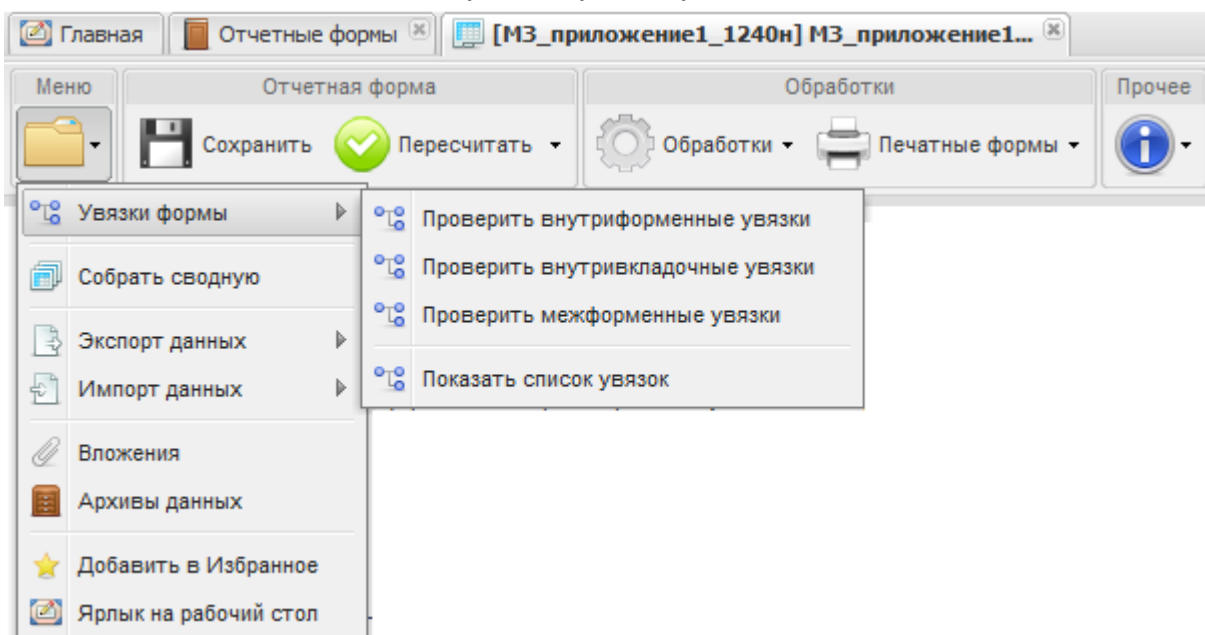 Главная
Отчетные формы
[МЗ_приложение1_1240н] МЗ_приложение1...
Меню
Отчетная форма
Обработки
Прочее
Сохранить
Пересчитать
Обработки
Печатные формы
Увязки формы
Проверить внутриформенные увязки
Проверить внутривкладочные увязки
Проверить межформенные увязки
Показать список увязок
Собрать сводную
Экспорт данных
Импорт данных
Вложения
Архивы данных
Добавить в Избранное
Ярлык на рабочий стол